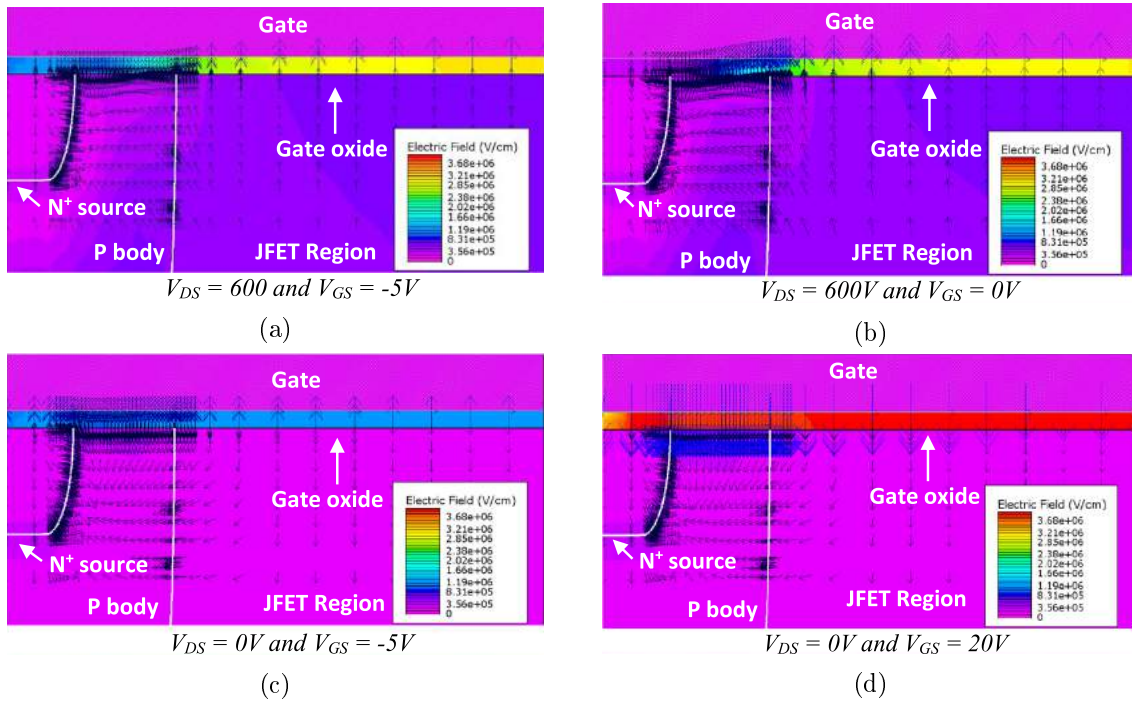 Gate
Gate oxide
Electric Field (V/cm)
3.68e+06
3.21e+06
2.85e+06
2.38e+06
2.02e+06
1.66e+06
1.19e+06
8.31e+05
3.56e+05
0
N+ source
P body
JFET Region
VDS = 600 and VGS = -5V
(a)
Gate
Gate oxide
Electric Field (V/cm)
3.68e+06
3.21e+06
2.85e+06
2.38e+06
2.02e+06
1.66e+06
1.19e+06
8.31e+05
3.56e+05
0
N+ source
P body
JFET Region
VDS = 600V and VGS = 0V
(b)
Gate
Gate oxide
Electric Field (V/cm)
3.68e+06
3.21e+06
2.85e+06
2.38e+06
2.02e+06
1.66e+06
1.19e+06
8.31e+05
3.56e+05
0
N+ source
P body
JFET Region
VDS = 0V and VGS = -5V
(c)
Gate
Gate oxide
Electric Field (V/cm)
3.68e+06
3.21e+06
2.85e+06
2.38e+06
2.02e+06
1.66e+06
1.19e+06
8.31e+05
3.56e+05
0
N+ source
P body
JFET Region
VDS = 0V and VGS = 20V
(d)